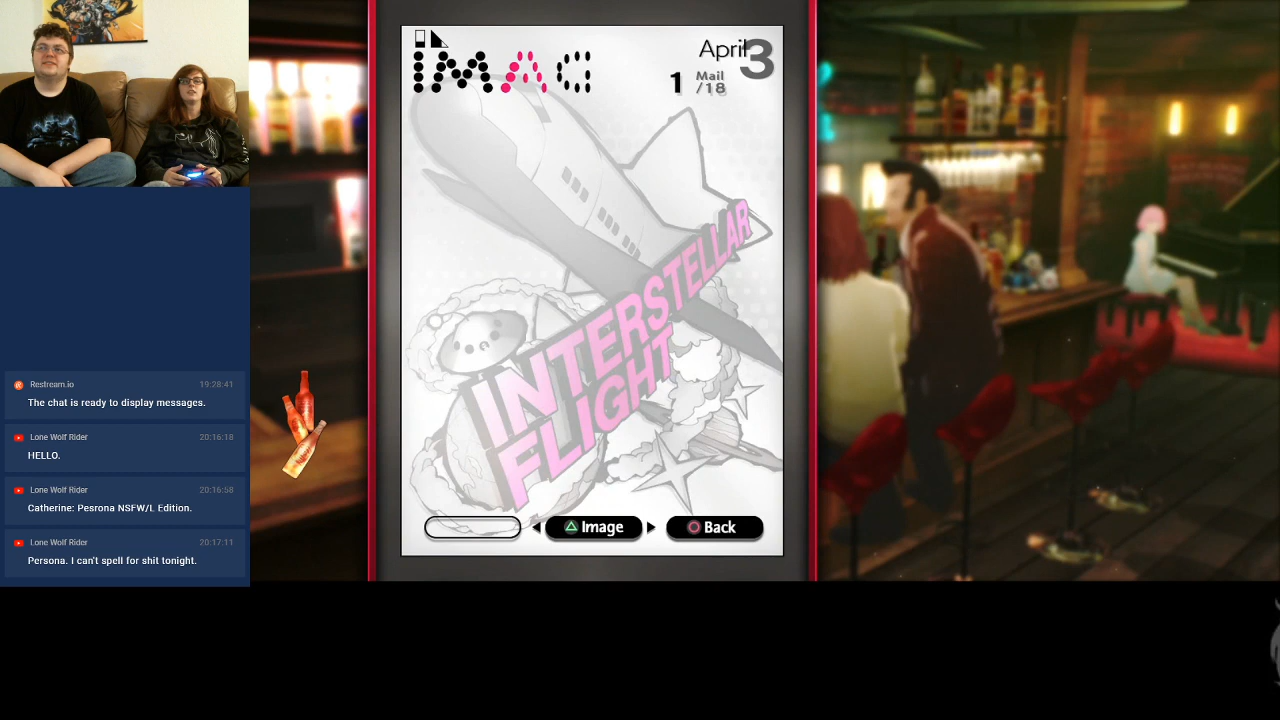 IMAG
April 3
1 Mail /18
INTERSTELLAR
FLIGHT
Image
Back
Restream.io 19:28:41
The chat is ready to display messages.
Lone Wolf Rider 20:16:18
HELLO.
Lone Wolf Rider 20:16:58
Catherine: Pesrona NSFW/L Edition.
Lone Wolf Rider 20:17:11
Persona. I can't spell for shit tonight.